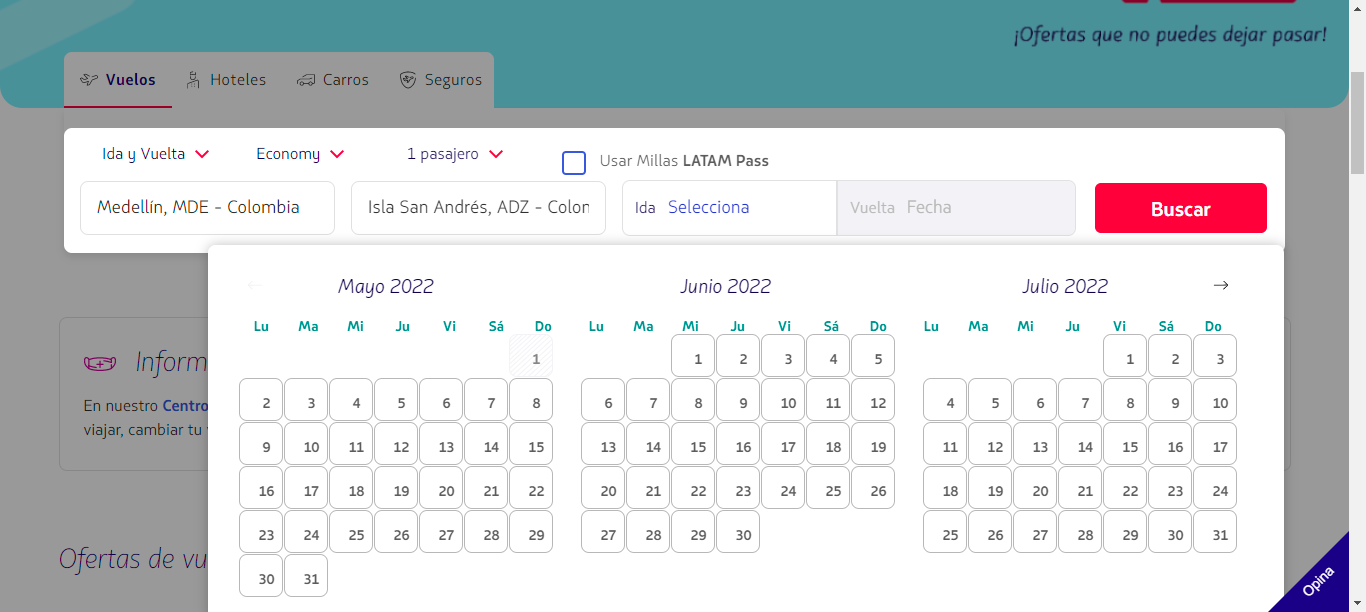 ¡Ofertas que no puedes dejar pasar!
Vuelos Hoteles Carros Seguros
Ida y Vuelta Economy 1 pasajero Usar Millas LATAM Pass
Medellín, MDE - Colombia Isla San Andrés, ADZ - Colon Ida Selecciona Vuelta Fecha Buscar
Mayo 2022 Junio 2022 Julio 2022
Lu Ma Mi Ju Vi Sá Do Lu Ma Mi Ju Vi Sá Do Lu Ma Mi Ju Vi Sá Do
1 1 2 3 4 5 1 2 3
2 3 4 5 6 7 8 6 7 8 9 10 11 12 4 5 6 7 8 9 10
9 10 11 12 13 14 15 13 14 15 16 17 18 19 11 12 13 14 15 16 17
16 17 18 19 20 21 22 20 21 22 23 24 25 26 18 19 20 21 22 23 24
23 24 25 26 27 28 29 27 28 29 30 25 26 27 28 29 30 31
30 31
Inform
En nuestro Centro
viajar, cambiar tu
Ofertas de vu
Opina